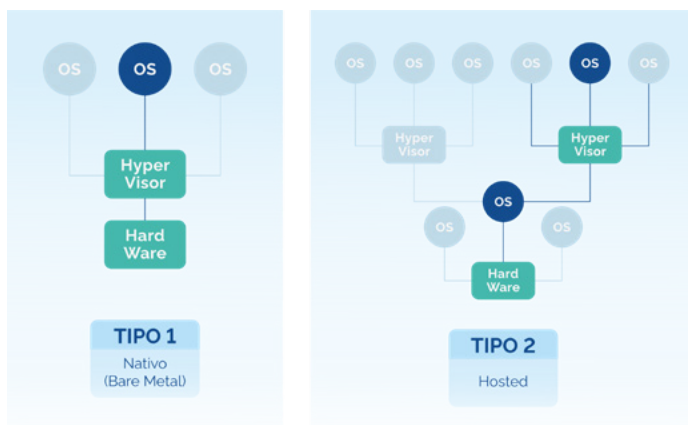 OS
OS
OS
Hyper
Visor
Hard
Ware
TIPO 1
Nativo
(Bare Metal)
OS
OS
OS
OS
OS
OS
Hyper
Visor
Hyper
Visor
OS
OS
OS
Hard
Ware
TIPO 2
Hosted